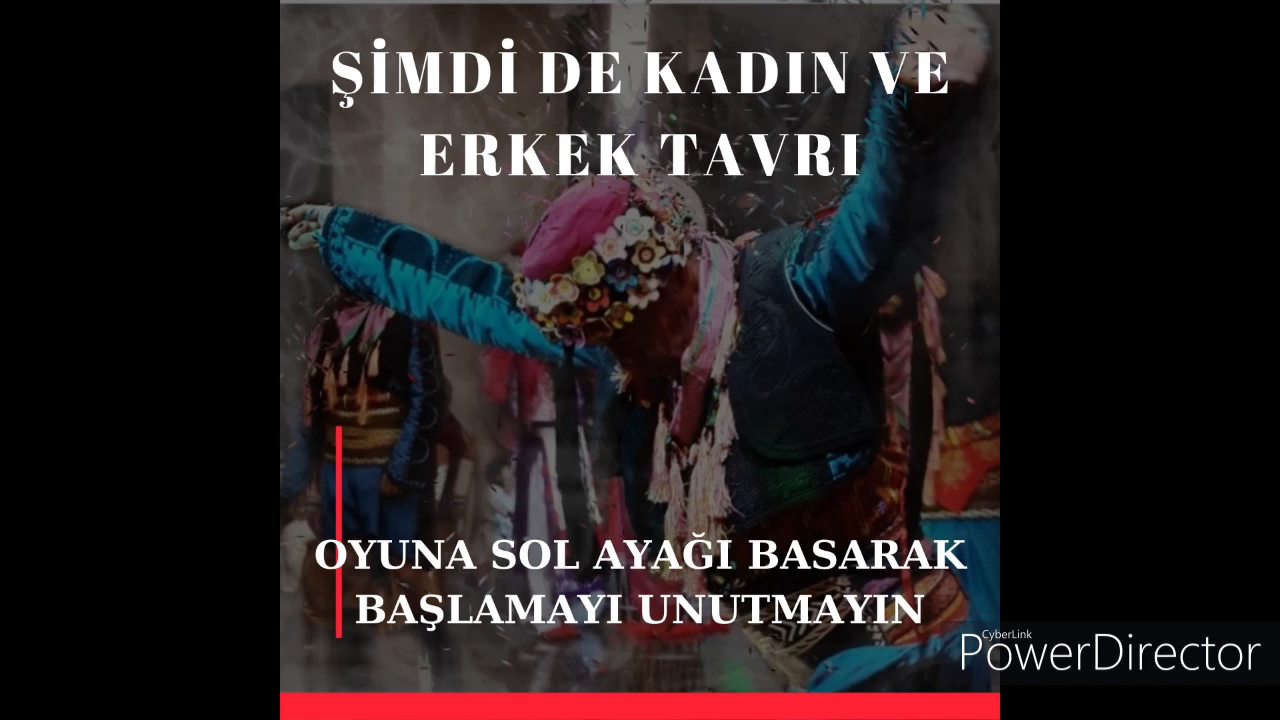 ŞİMDİ DE KADIN VE
ERKEK TAVRI
OYUNA SOL AYAĞI BASARAK
BAŞLAMAYI UNUTMAYIN
CyberLink
PowerDirector